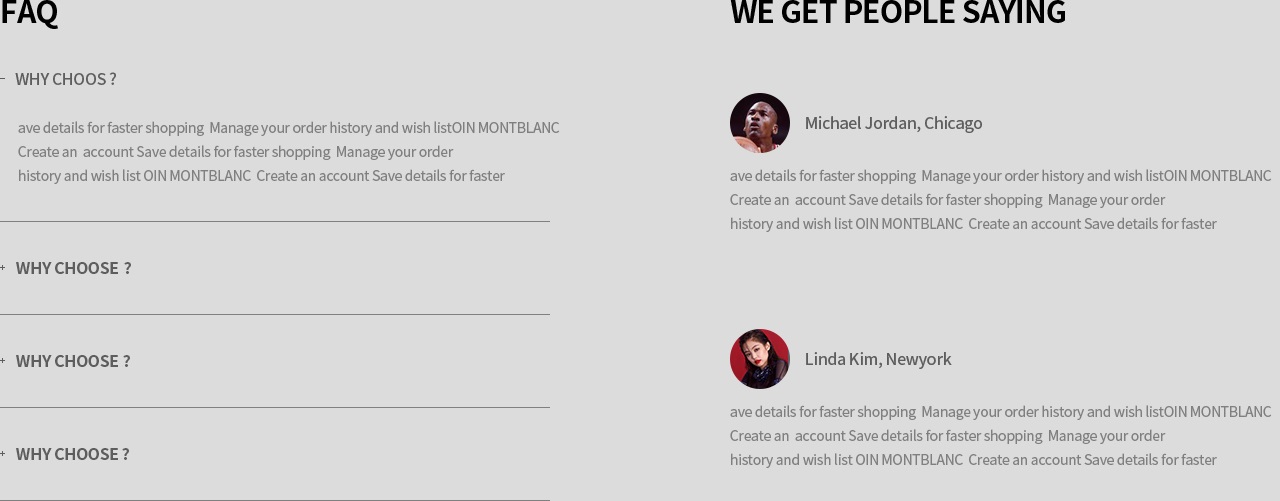 FAQ
WHY CHOOS ?
ave details for faster shopping Manage your order history and wish listOIN MONTBLANC
Create an account Save details for faster shopping Manage your order
history and wish list OIN MONTBLANC Create an account Save details for faster
WHY CHOOSE ?
WHY CHOOSE ?
WHY CHOOSE ?
WE GET PEOPLE SAYING
Michael Jordan, Chicago
ave details for faster shopping Manage your order history and wish listOIN MONTBLANC
Create an account Save details for faster shopping Manage your order
history and wish list OIN MONTBLANC Create an account Save details for faster
Linda Kim, Newyork
ave details for faster shopping Manage your order history and wish listOIN MONTBLANC
Create an account Save details for faster shopping Manage your order
history and wish list OIN MONTBLANC Create an account Save details for faster